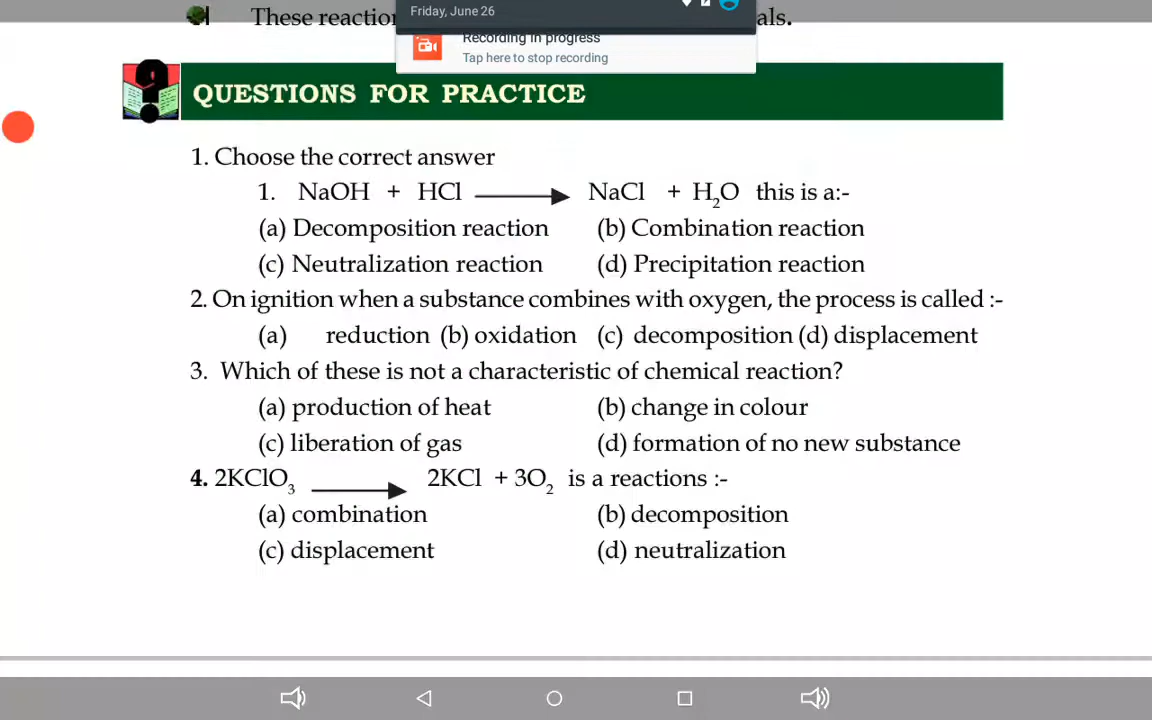 Friday, June 26
These reaction als.
Recording in progress
Tap here to stop recording
QUESTIONS FOR PRACTICE
1. Choose the correct answer
1. NaOH + HCl ⟶ NaCl + H₂O this is a:-
(a) Decomposition reaction (b) Combination reaction
(c) Neutralization reaction (d) Precipitation reaction
2. On ignition when a substance combines with oxygen, the process is called :-
(a) reduction (b) oxidation (c) decomposition (d) displacement
3. Which of these is not a characteristic of chemical reaction?
(a) production of heat (b) change in colour
(c) liberation of gas (d) formation of no new substance
4. 2KClO₃ ⟶ 2KCl + 3O₂ is a reactions :-
(a) combination (b) decomposition
(c) displacement (d) neutralization